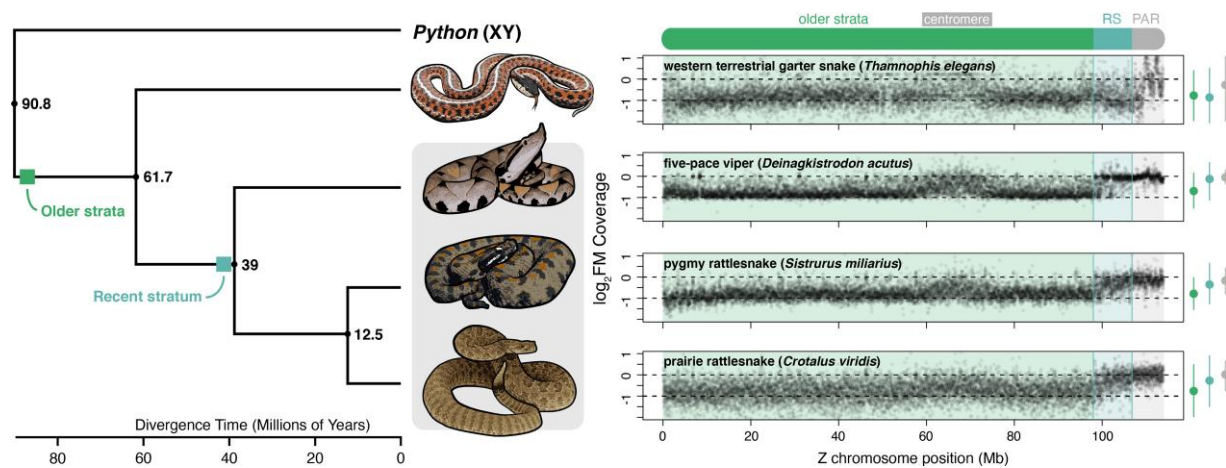 Python (XY)
90.8
61.7
Older strata
39
Recent stratum
12.5
Divergence Time (Millions of Years)
80 60 40 20 0
older strata centromere RS PAR
western terrestrial garter snake (Thamnophis elegans)
1
0
-1
five-pace viper (Deinagkistrodon acutus)
1
0
-1
log₂FM Coverage
pygmy rattlesnake (Sistrurus miliarius)
1
0
-1
prairie rattlesnake (Crotalus viridis)
1
0
-1
0 20 40 60 80 100
Z chromosome position (Mb)